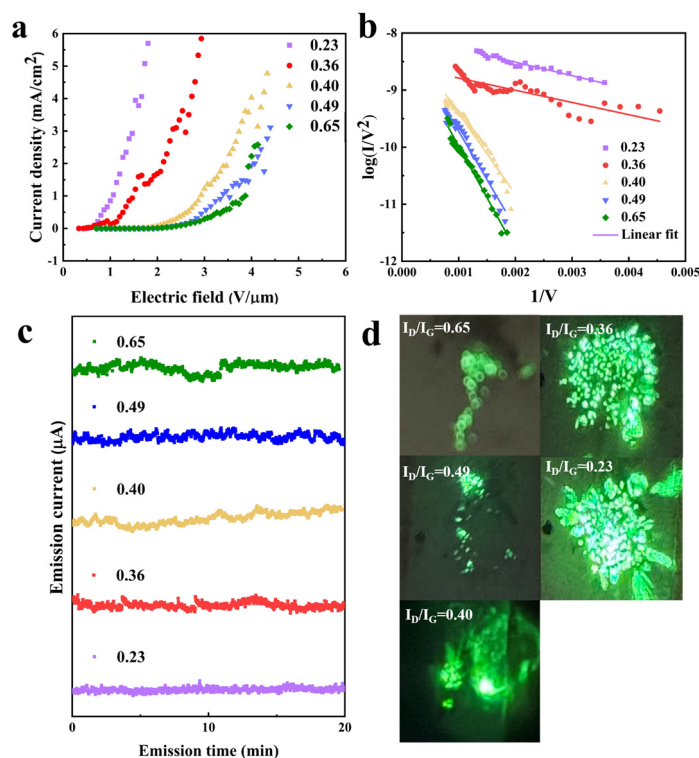 a
Current density (mA/cm²)
6
5
4
3
2
1
0
-1
0 1 2 3 4 5 6
Electric field (V/μm)
0.23
0.36
0.40
0.49
0.65
b
log(I/V²)
-8
-9
-10
-11
-12
0.000 0.001 0.002 0.003 0.004 0.005
1/V
0.23
0.36
0.40
0.49
0.65
Linear fit
c
Emission current (μA)
0.65
0.49
0.40
0.36
0.23
0 10 20
Emission time (min)
d
I_D/I_G=0.65
I_D/I_G=0.36
I_D/I_G=0.49
I_D/I_G=0.23
I_D/I_G=0.40